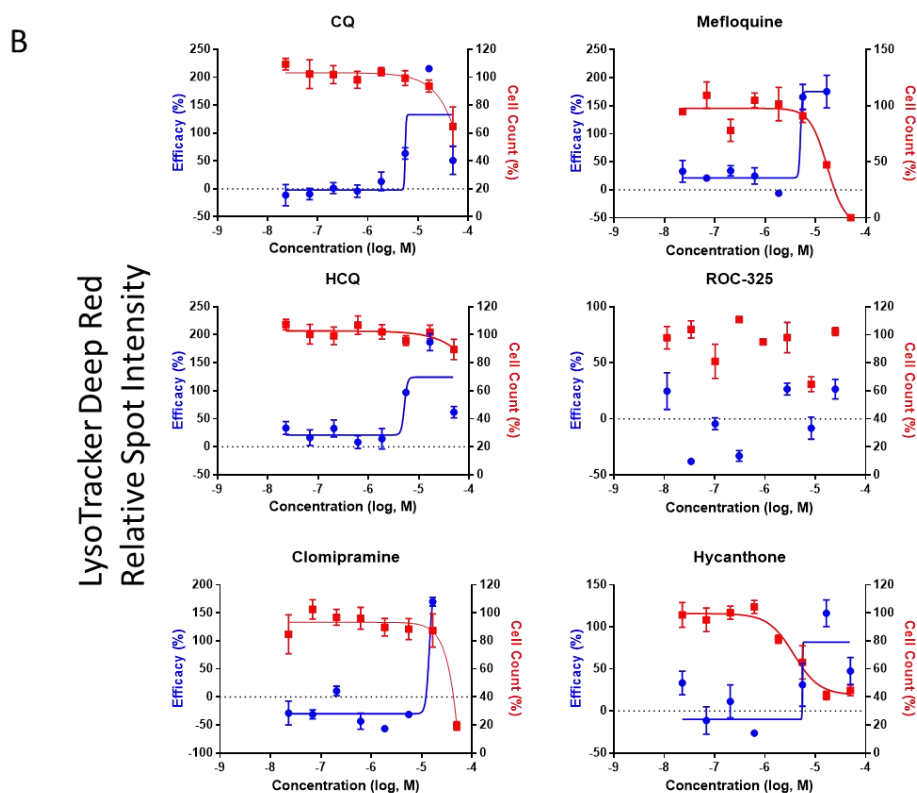 B
LysoTracker Deep Red
Relative Spot Intensity
CQ
250
200
150
100
50
0
-50
Efficacy (%)
120
100
80
60
40
20
0
Cell Count (%)
-9 -8 -7 -6 -5 -4
Concentration (log, M)
Mefloquine
250
200
150
100
50
0
-50
Efficacy (%)
150
100
50
0
Cell Count (%)
-9 -8 -7 -6 -5 -4
Concentration (log, M)
HCQ
250
200
150
100
50
0
-50
Efficacy (%)
120
100
80
60
40
20
0
Cell Count (%)
-9 -8 -7 -6 -5 -4
Concentration (log, M)
ROC-325
100
50
0
-50
Efficacy (%)
120
100
80
60
40
20
0
Cell Count (%)
-9 -8 -7 -6 -5 -4
Concentration (log, M)
Clomipramine
200
150
100
50
0
-50
-100
Efficacy (%)
120
100
80
60
40
20
0
Cell Count (%)
-9 -8 -7 -6 -5 -4
Concentration (log, M)
Hycanthone
150
100
50
0
-50
Efficacy (%)
120
100
80
60
40
20
0
Cell Count (%)
-9 -8 -7 -6 -5 -4
Concentration (log, M)